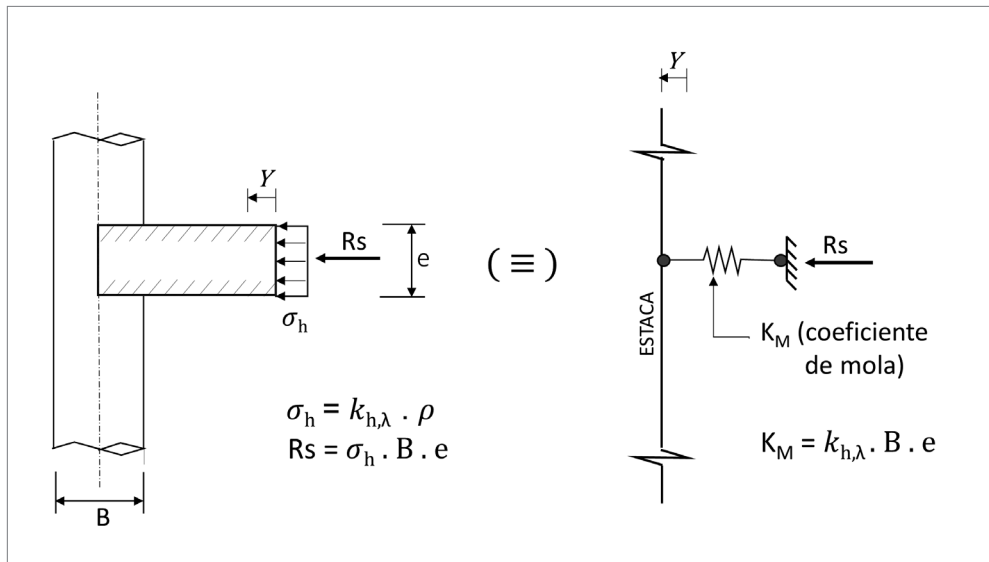 Y
Y
Rs
e
(≡)
Rs
σh
ESTACA
KM (coeficiente
de mola)
σh = kh,λ . ρ
Rs = σh . B . e
KM = kh,λ . B . e
B